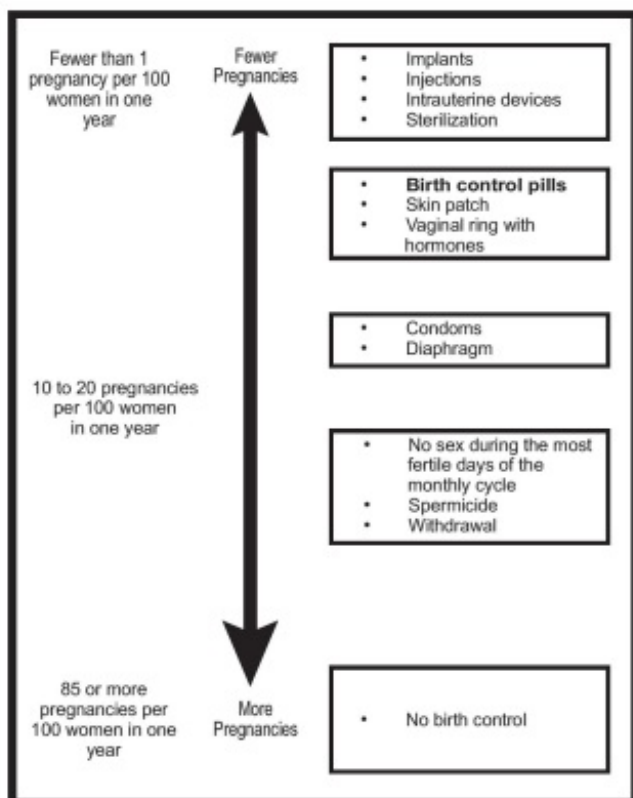 Fewer than 1
pregnancy per 100
women in one
year
Fewer
Pregnancies
• Implants
• Injections
• Intrauterine devices
• Sterilization
• Birth control pills
• Skin patch
• Vaginal ring with
hormones
• Condoms
• Diaphragm
10 to 20 pregnancies
per 100 women
in one year
• No sex during the most
fertile days of the
monthly cycle
• Spermicide
• Withdrawal
85 or more
pregnancies per
100 women in one
year
More
Pregnancies
• No birth control